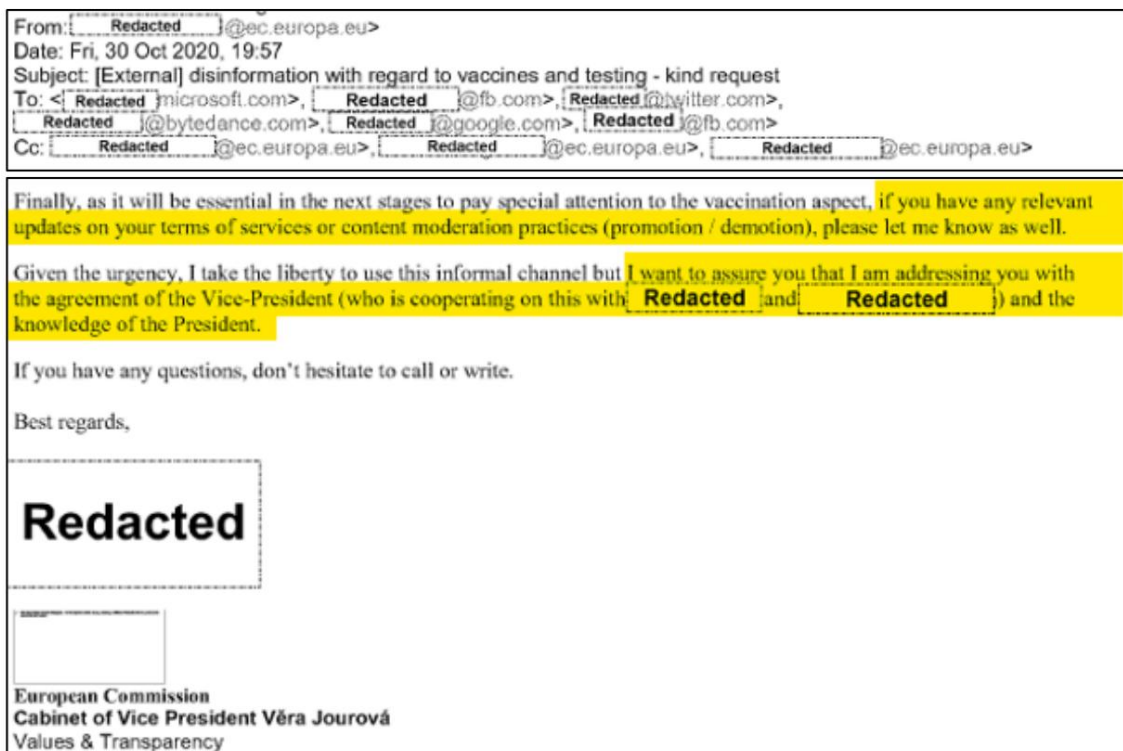 From: Redacted @ec.europa.eu>
Date: Fri, 30 Oct 2020, 19:57
Subject: [External] disinformation with regard to vaccines and testing - kind request
To: < Redacted microsoft.com>, Redacted @fb.com>, Redacted @twitter.com>,
Redacted @bytedance.com>, Redacted @google.com>, Redacted @fb.com>
Cc: Redacted @ec.europa.eu>, Redacted @ec.europa.eu>, Redacted @ec.europa.eu>
Finally, as it will be essential in the next stages to pay special attention to the vaccination aspect, if you have any relevant
updates on your terms of services or content moderation practices (promotion / demotion), please let me know as well.
Given the urgency, I take the liberty to use this informal channel but I want to assure you that I am addressing you with
the agreement of the Vice-President (who is cooperating on this with Redacted and Redacted ) and the
knowledge of the President.
If you have any questions, don't hesitate to call or write.
Best regards,
Redacted
European Commission
Cabinet of Vice President Věra Jourová
Values & Transparency